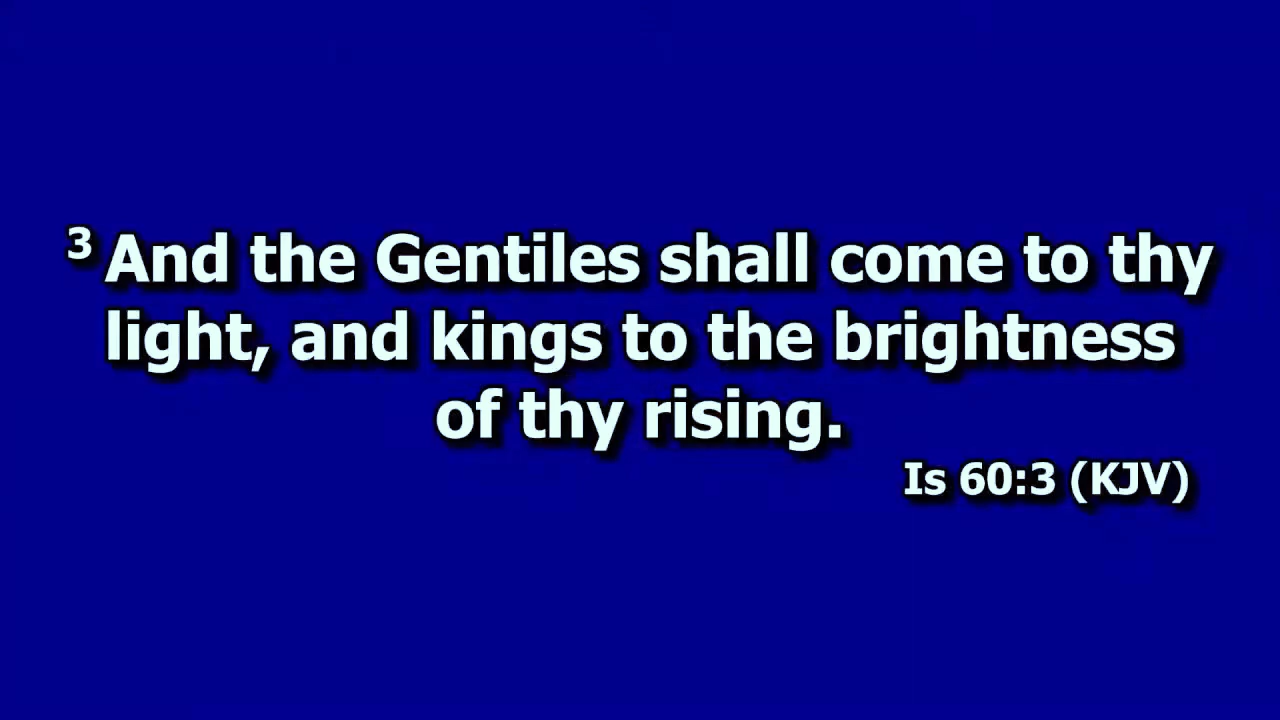 3 And the Gentiles shall come to thy
light, and kings to the brightness
of thy rising.
Is 60:3 (KJV)